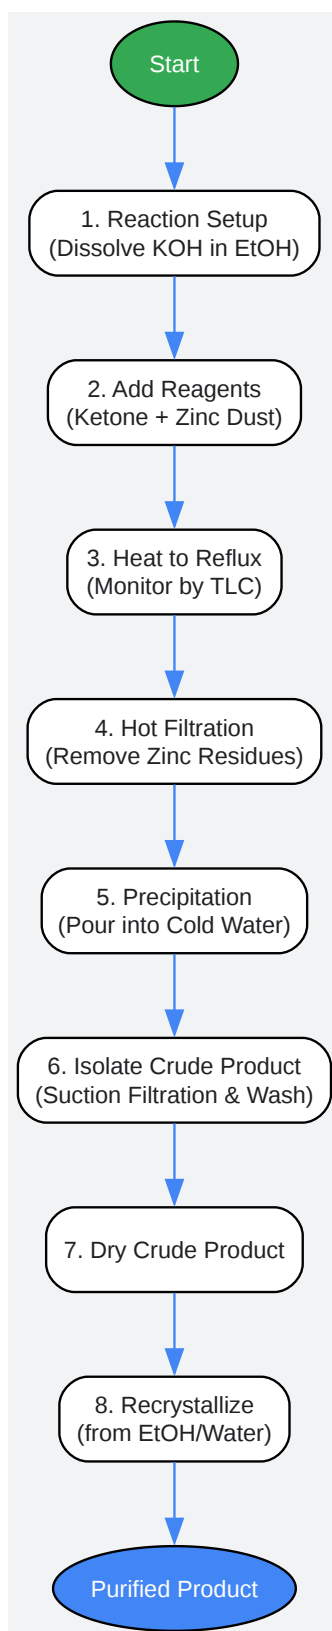 Start
1. Reaction Setup
(Dissolve KOH in EtOH)
2. Add Reagents
(Ketone + Zinc Dust)
3. Heat to Reflux
(Monitor by TLC)
4. Hot Filtration
(Remove Zinc Residues)
5. Precipitation
(Pour into Cold Water)
6. Isolate Crude Product
(Suction Filtration & Wash)
7. Dry Crude Product
8. Recrystallize
(from EtOH/Water)
Purified Product